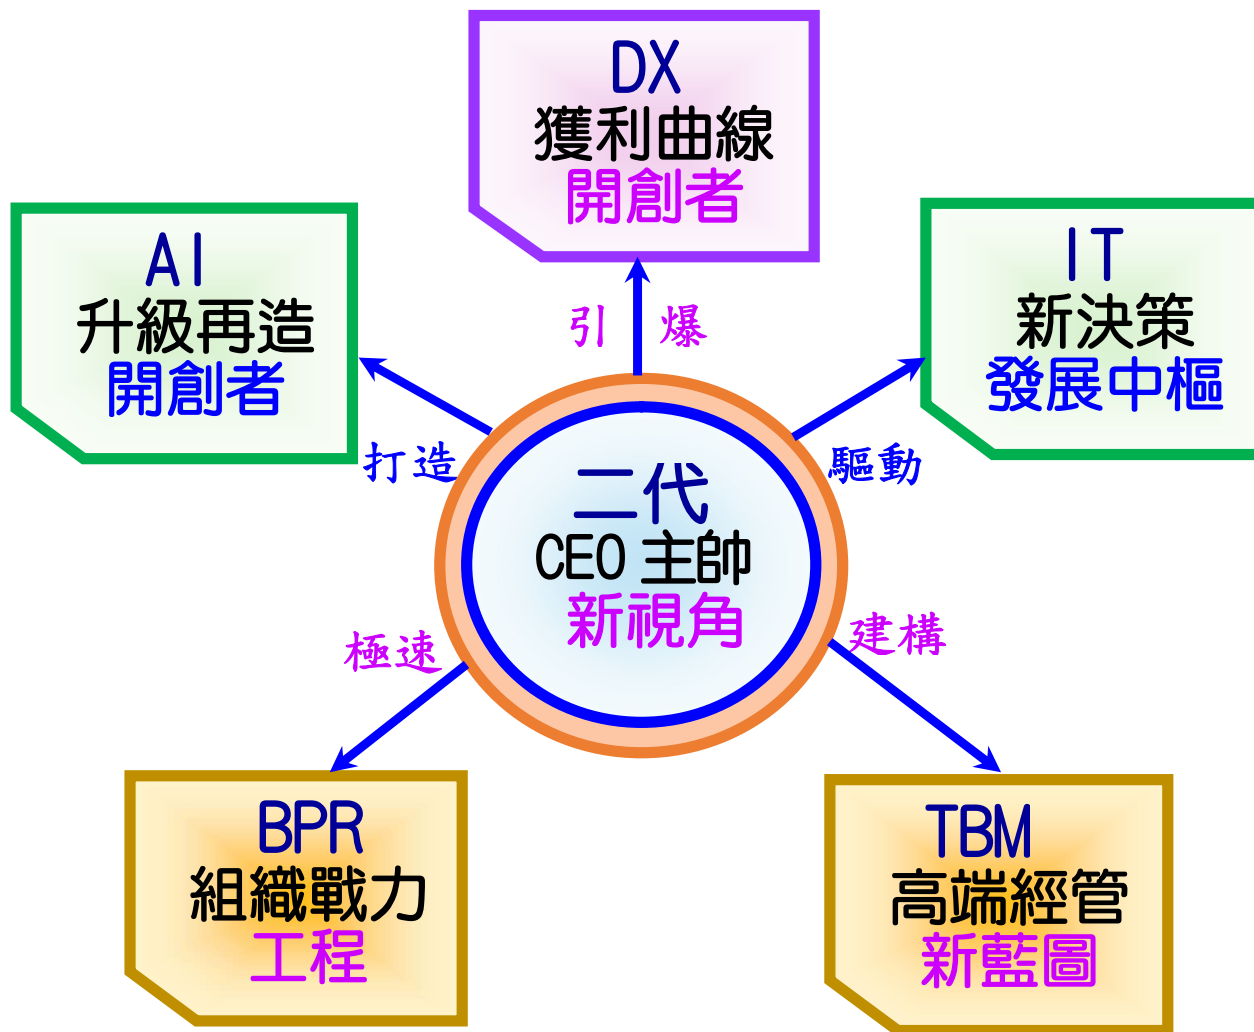 DX
獲利曲線
開創者
AI
升級再造
開創者
IT
新決策
發展中樞
引 爆
打造
驅動
二代
CEO 主帥
新視角
極速
建構
BPR
組織戰力
工程
TBM
高端經管
新藍圖